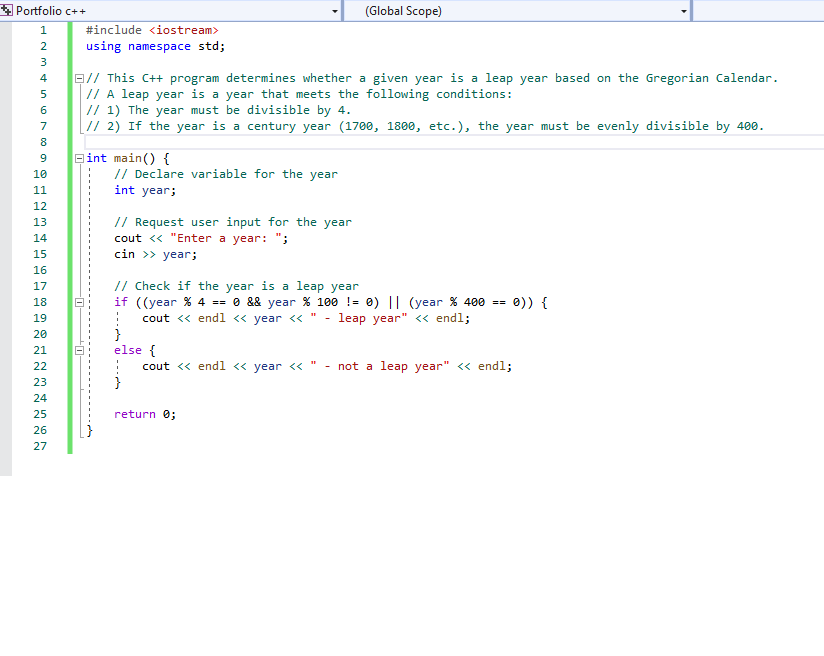 Portfolio c++ (Global Scope)
1 #include <iostream>
2 using namespace std;
3
4 // This C++ program determines whether a given year is a leap year based on the Gregorian Calendar.
5 // A leap year is a year that meets the following conditions:
6 // 1) The year must be divisible by 4.
7 // 2) If the year is a century year (1700, 1800, etc.), the year must be evenly divisible by 400.
8
9 int main() {
10     // Declare variable for the year
11     int year;
12
13     // Request user input for the year
14     cout << "Enter a year: ";
15     cin >> year;
16
17     // Check if the year is a leap year
18     if ((year % 4 == 0 && year % 100 != 0) || (year % 400 == 0)) {
19         cout << endl << year << " - leap year" << endl;
20     }
21     else {
22         cout << endl << year << " - not a leap year" << endl;
23     }
24
25     return 0;
26 }
27